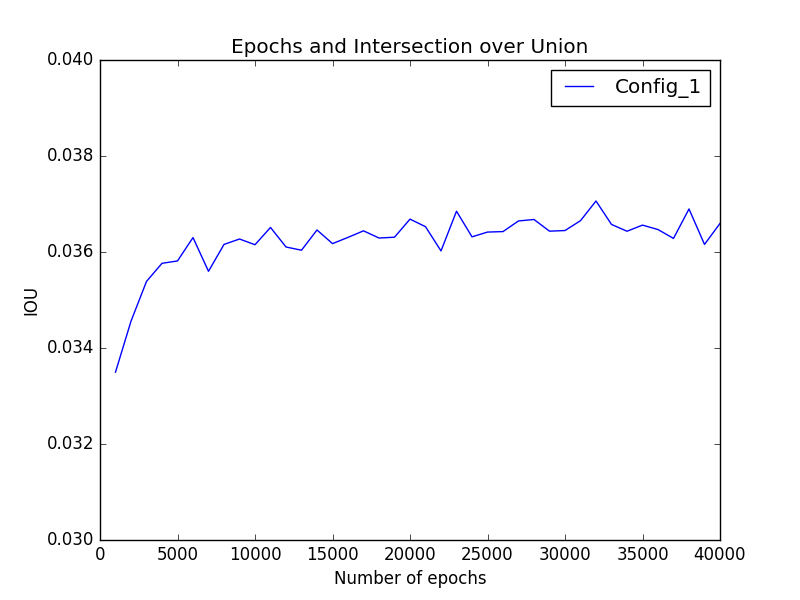 Epochs and Intersection over Union
Config_1
0.040
0.038
0.036
0.034
0.032
0.030
IOU
0 5000 10000 15000 20000 25000 30000 35000 40000
Number of epochs